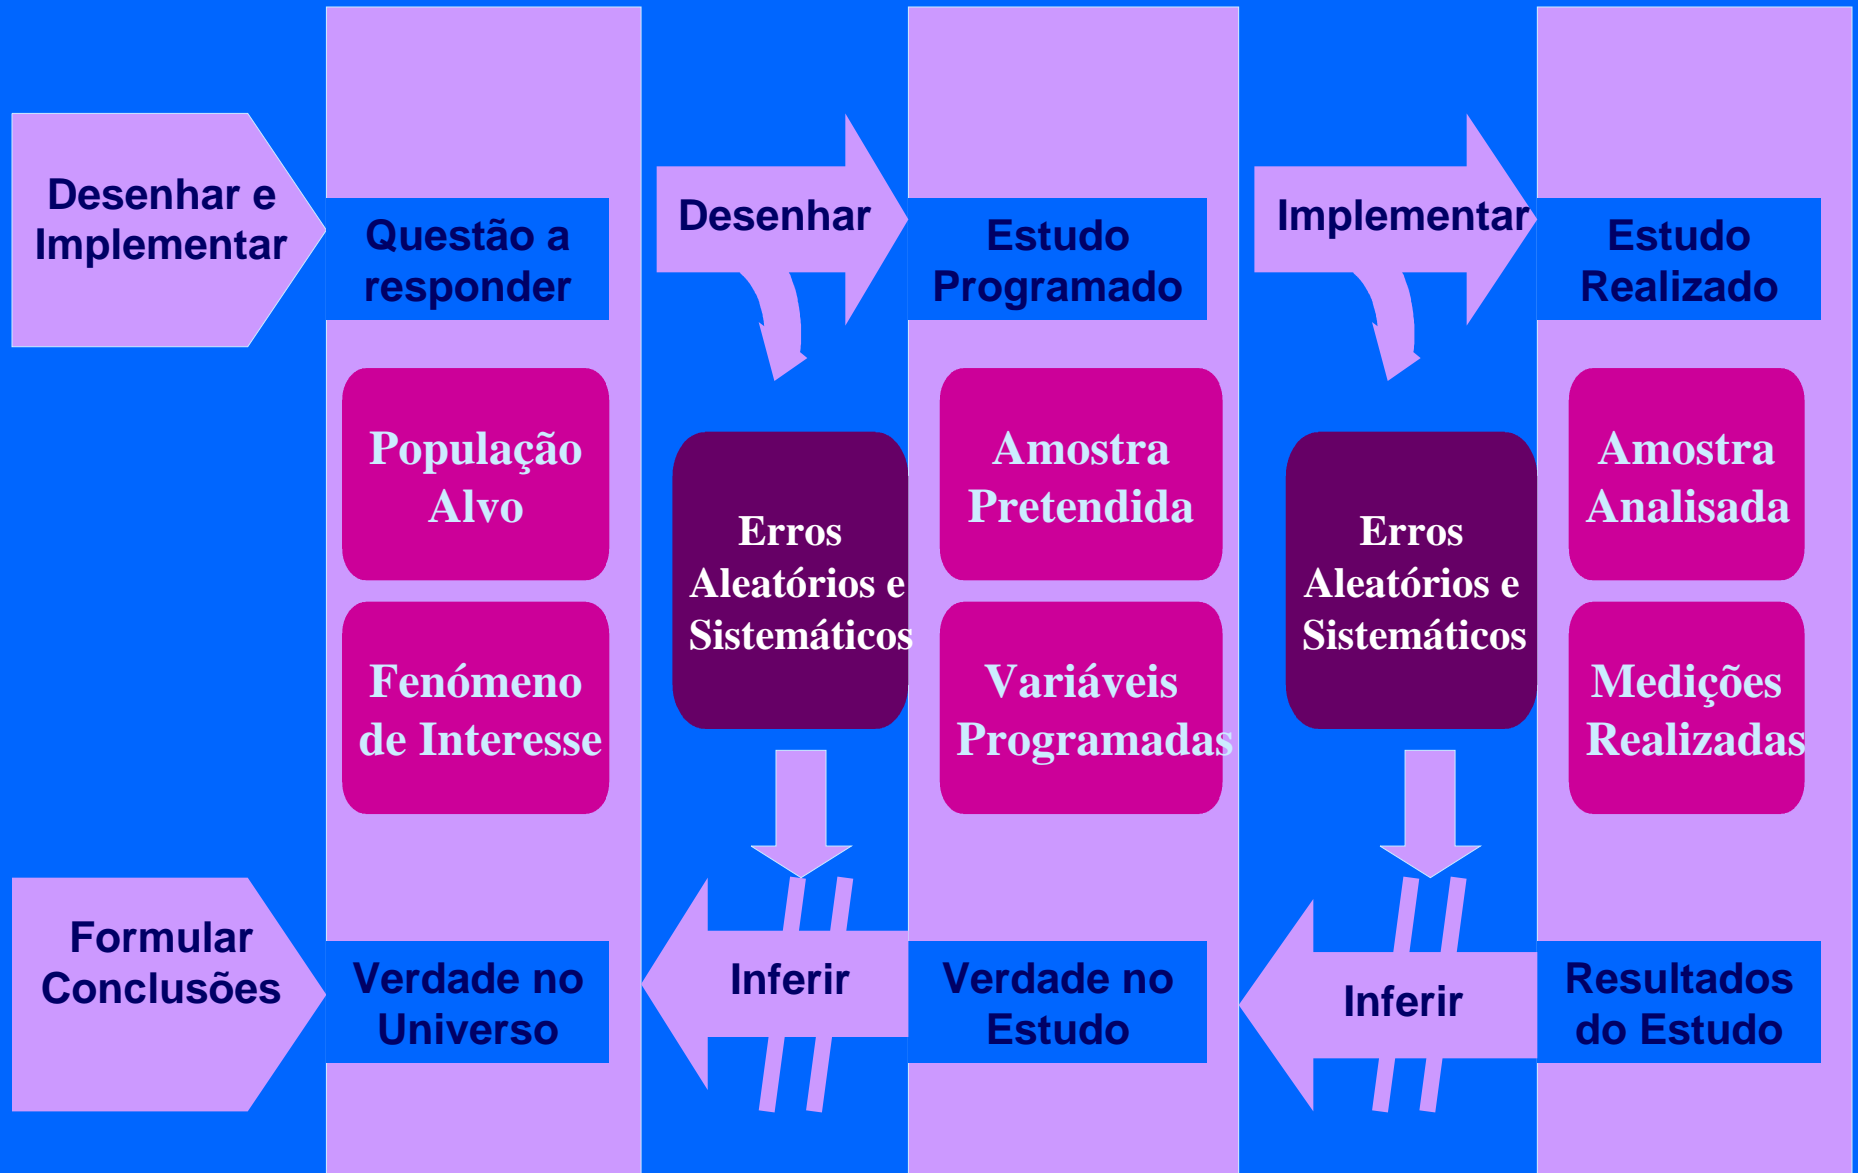 Desenhar e
Implementar
Questão a
responder
Desenhar
Estudo
Programado
Implementar
Estudo
Realizado
População
Alvo
Erros
Aleatórios e
Sistemáticos
Amostra
Pretendida
Erros
Aleatórios e
Sistemáticos
Amostra
Analisada
Fenómeno
de Interesse
Variáveis
Programadas
Medições
Realizadas
Formular
Conclusões
Verdade no
Universo
Inferir
Verdade no
Estudo
Inferir
Resultados
do Estudo